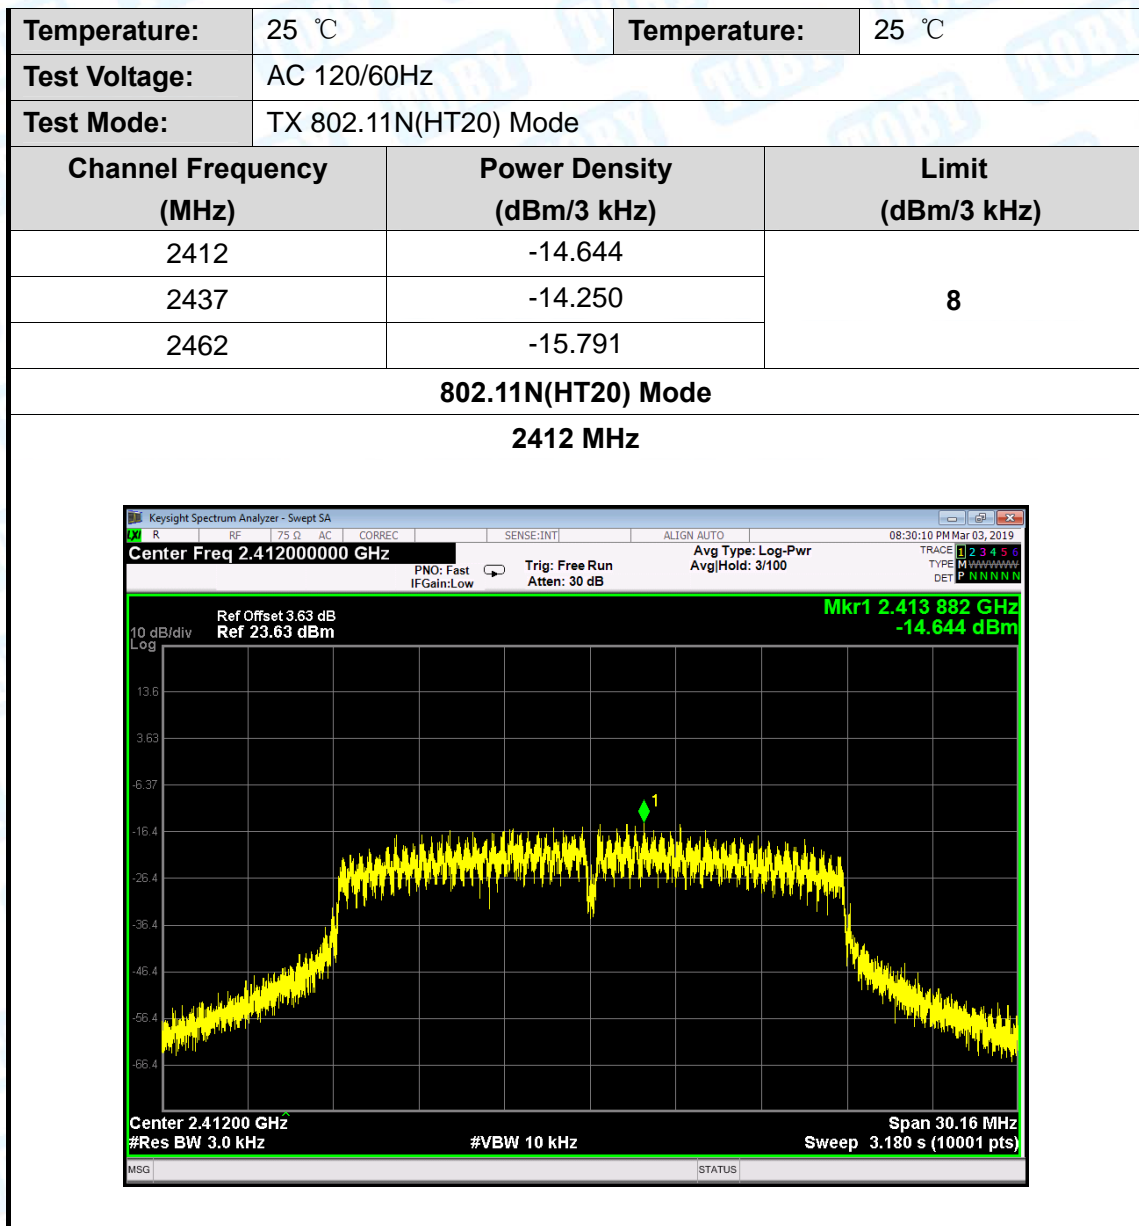 Temperature: 25 ℃ Temperature: 25 ℃
Test Voltage: AC 120/60Hz
Test Mode: TX 802.11N(HT20) Mode
Channel Frequency (MHz) Power Density (dBm/3 kHz) Limit (dBm/3 kHz)
2412 -14.644
2437 -14.250 8
2462 -15.791
802.11N(HT20) Mode
2412 MHz
Keysight Spectrum Analyzer - Swept SA
LXI R RF 75 Ω AC CORREC SENSE:INT ALIGN AUTO 08:30:10 PM Mar 03, 2019
Center Freq 2.412000000 GHz Avg Type: Log-Pwr TRACE 1 2 3 4 5 6
PNO: Fast Trig: Free Run Avg|Hold: 3/100 TYPE M WWWWW
IFGain:Low Atten: 30 dB DET P N N N N N
Mkr1 2.413 882 GHz
Ref Offset 3.63 dB
10 dB/div Ref 23.63 dBm -14.644 dBm
Log
13.6
3.63
-6.37
1
-16.4
-26.4
-36.4
-46.4
-56.4
-66.4
Center 2.41200 GHz Span 30.16 MHz
#Res BW 3.0 kHz #VBW 10 kHz Sweep 3.180 s (10001 pts)
MSG STATUS
TOBY